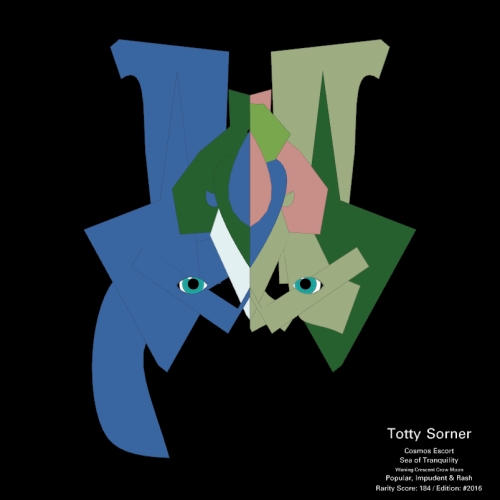 Totty Sorner
Cosmos Escort
Sea of Tranquility
Waning Crescent Crow Moon
Popular, Impudent & Rash
Rarity Score: 184 / Edition: #2016